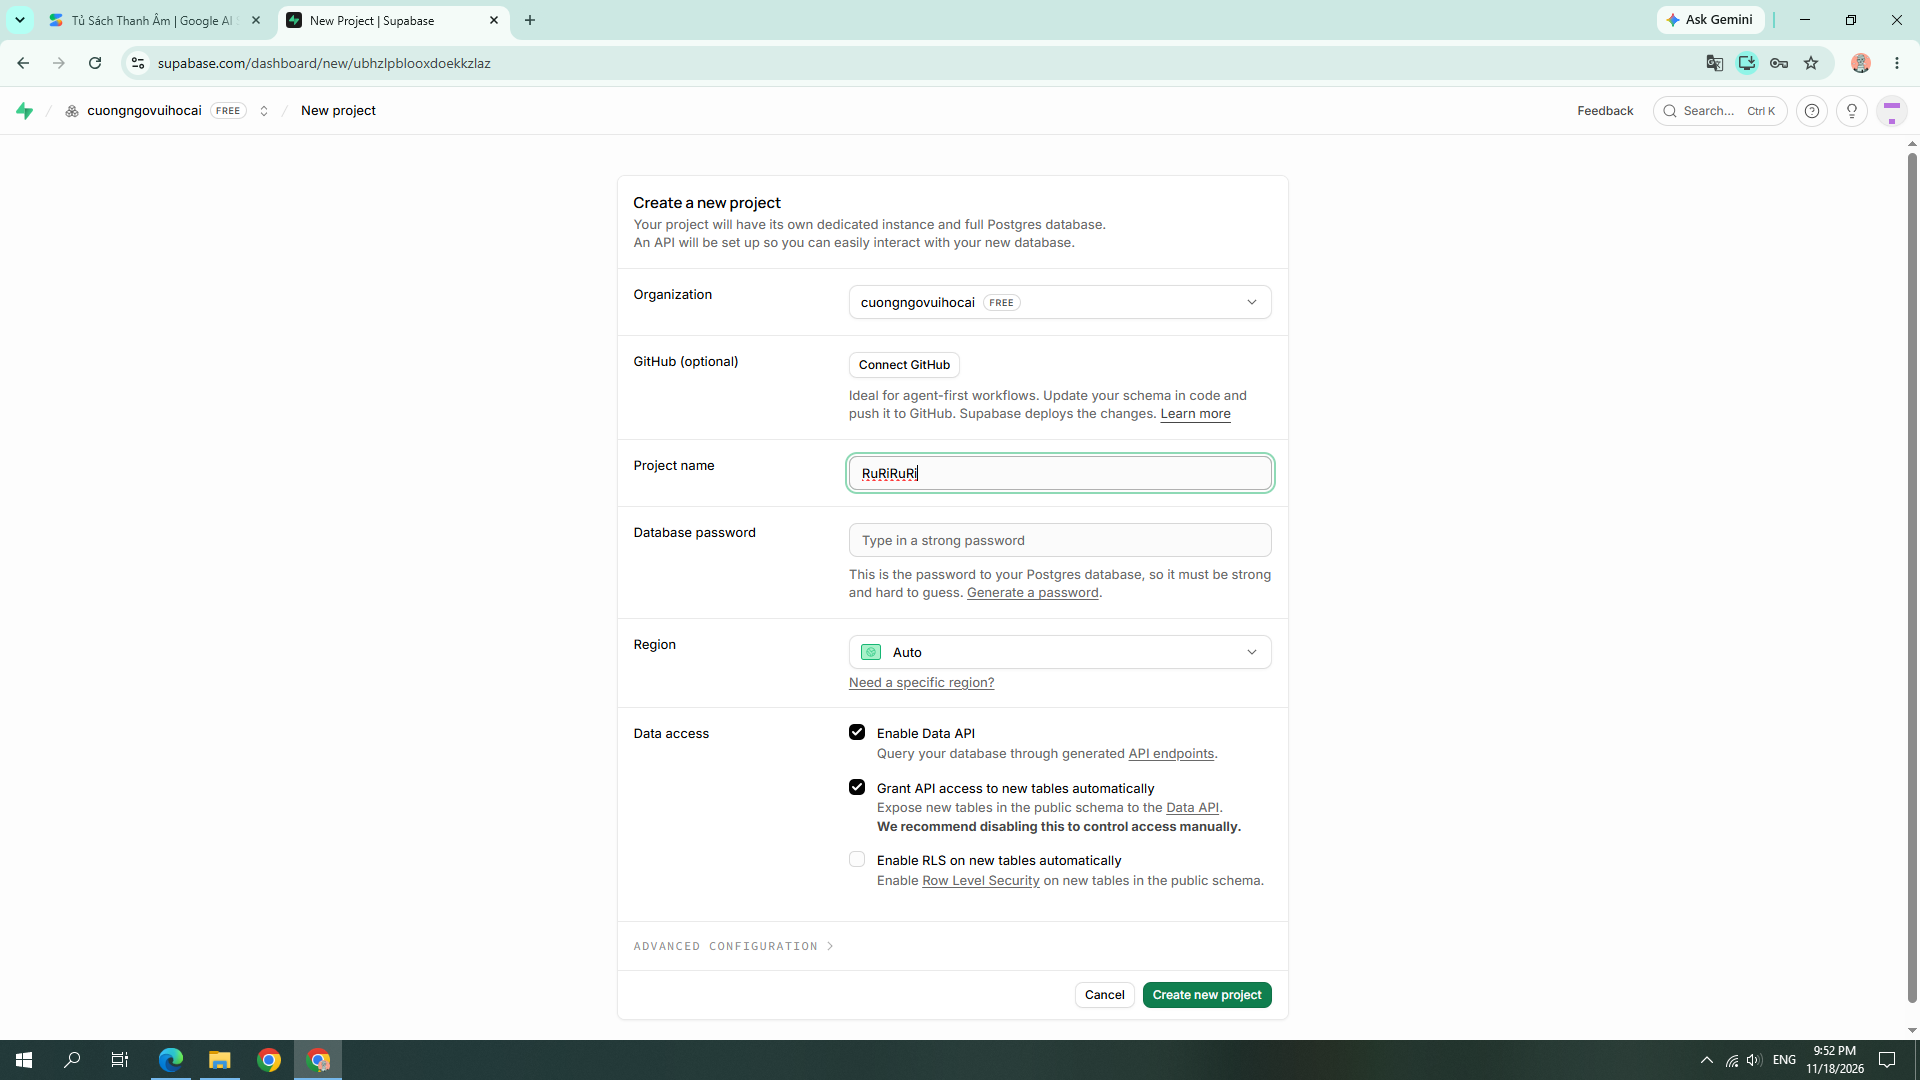 Tủ Sách Thanh Âm | Google AI S
New Project | Supabase
Ask Gemini
supabase.com/dashboard/new/ubhzlpblooxdoekkzlaz
cuongngovuihocai FREE / New project
Feedback
Search... Ctrl K
Create a new project
Your project will have its own dedicated instance and full Postgres database.
An API will be set up so you can easily interact with your new database.
Organization
cuongngovuihocai FREE
GitHub (optional)
Connect GitHub
Ideal for agent-first workflows. Update your schema in code and
push it to GitHub. Supabase deploys the changes. Learn more
Project name
RuRiRuRi
Database password
Type in a strong password
This is the password to your Postgres database, so it must be strong
and hard to guess. Generate a password.
Region
Auto
Need a specific region?
Data access
Enable Data API
Query your database through generated API endpoints.
Grant API access to new tables automatically
Expose new tables in the public schema to the Data API.
We recommend disabling this to control access manually.
Enable RLS on new tables automatically
Enable Row Level Security on new tables in the public schema.
ADVANCED CONFIGURATION
Cancel
Create new project
ENG
9:52 PM
11/18/2026